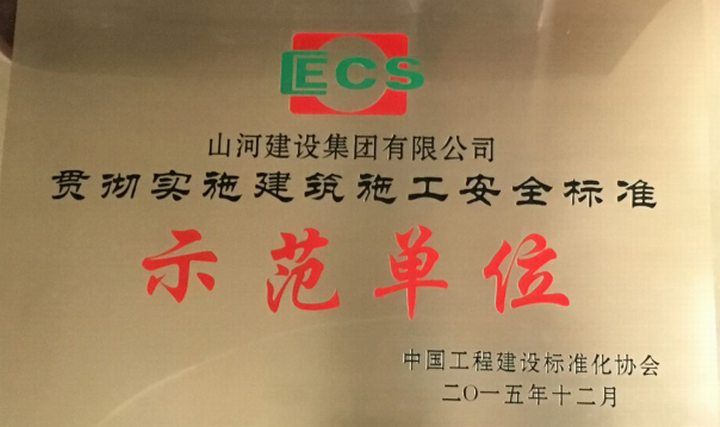 CECS
山河建设集团有限公司
贯彻实施建筑施工安全标准
示范单位
中国工程建设标准化协会
二〇一五年十二月